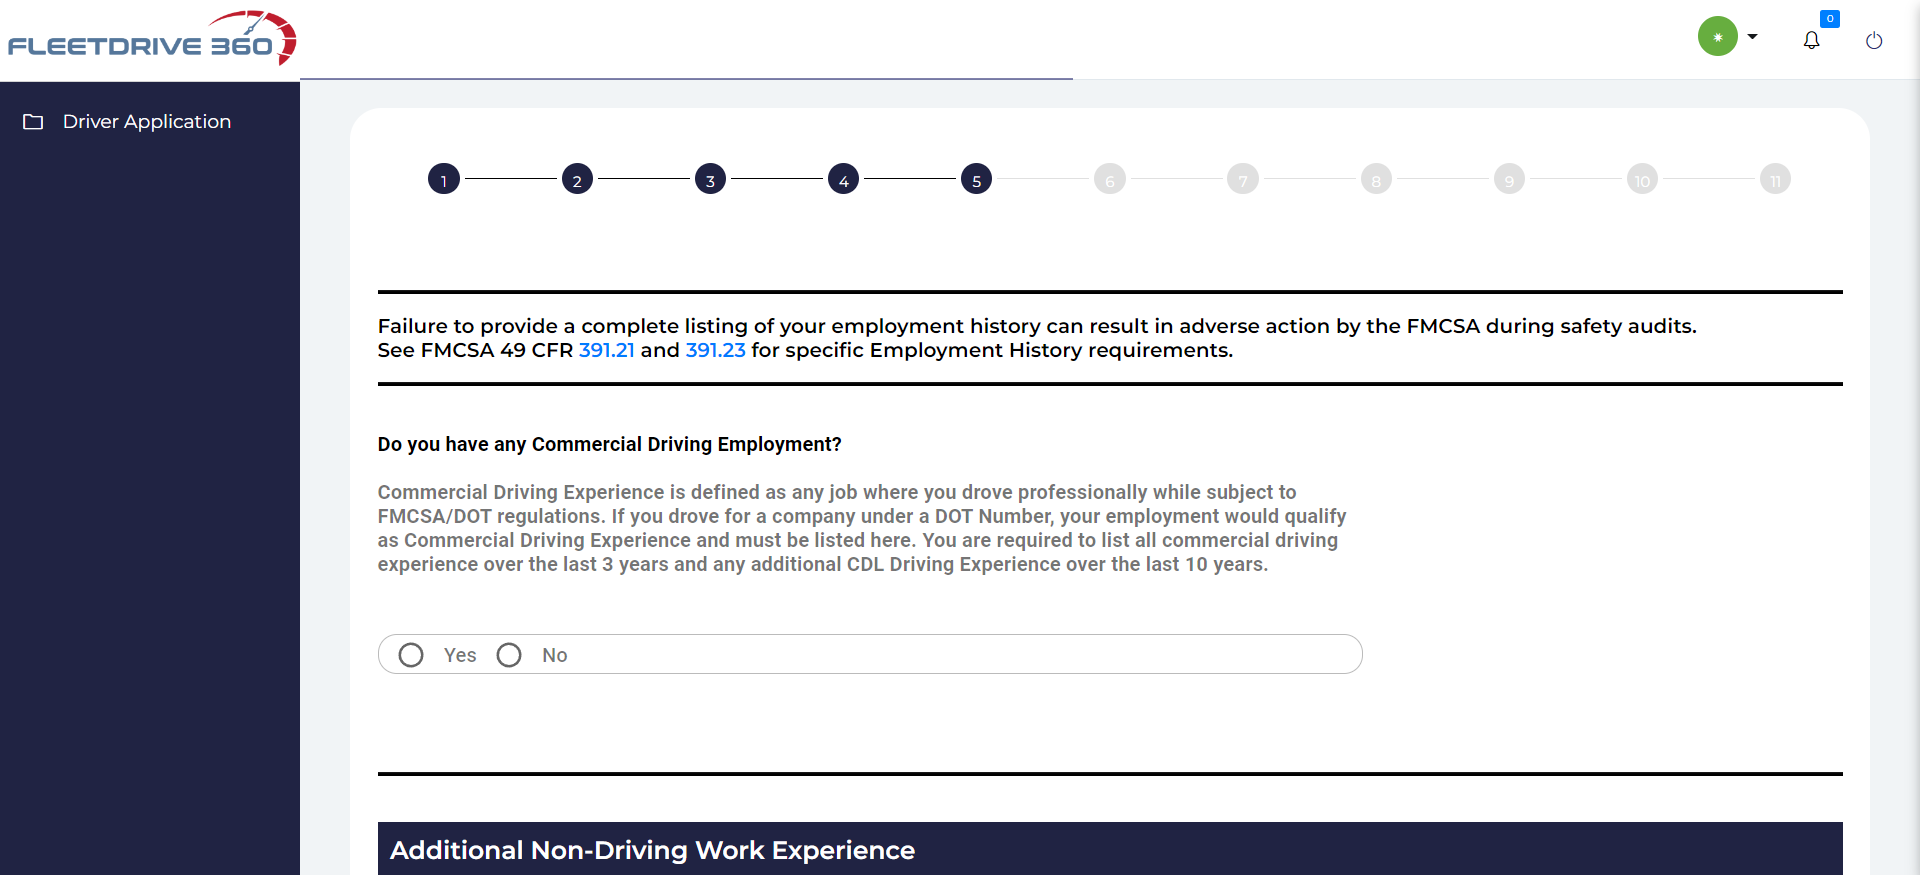 FLEETDRIVE 360
0
Driver Application
1 2 3 4 5 6 7 8 9 10 11
Failure to provide a complete listing of your employment history can result in adverse action by the FMCSA during safety audits.
See FMCSA 49 CFR 391.21 and 391.23 for specific Employment History requirements.
Do you have any Commercial Driving Employment?
Commercial Driving Experience is defined as any job where you drove professionally while subject to
FMCSA/DOT regulations. If you drove for a company under a DOT Number, your employment would qualify
as Commercial Driving Experience and must be listed here. You are required to list all commercial driving
experience over the last 3 years and any additional CDL Driving Experience over the last 10 years.
Yes No
Additional Non-Driving Work Experience